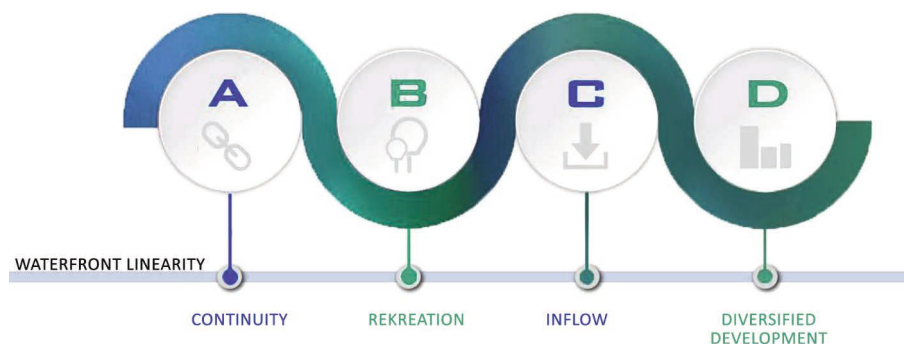 A B C D
WATERFRONT LINEARITY
CONTINUITY REKREATION INFLOW DIVERSIFIED
DEVELOPMENT